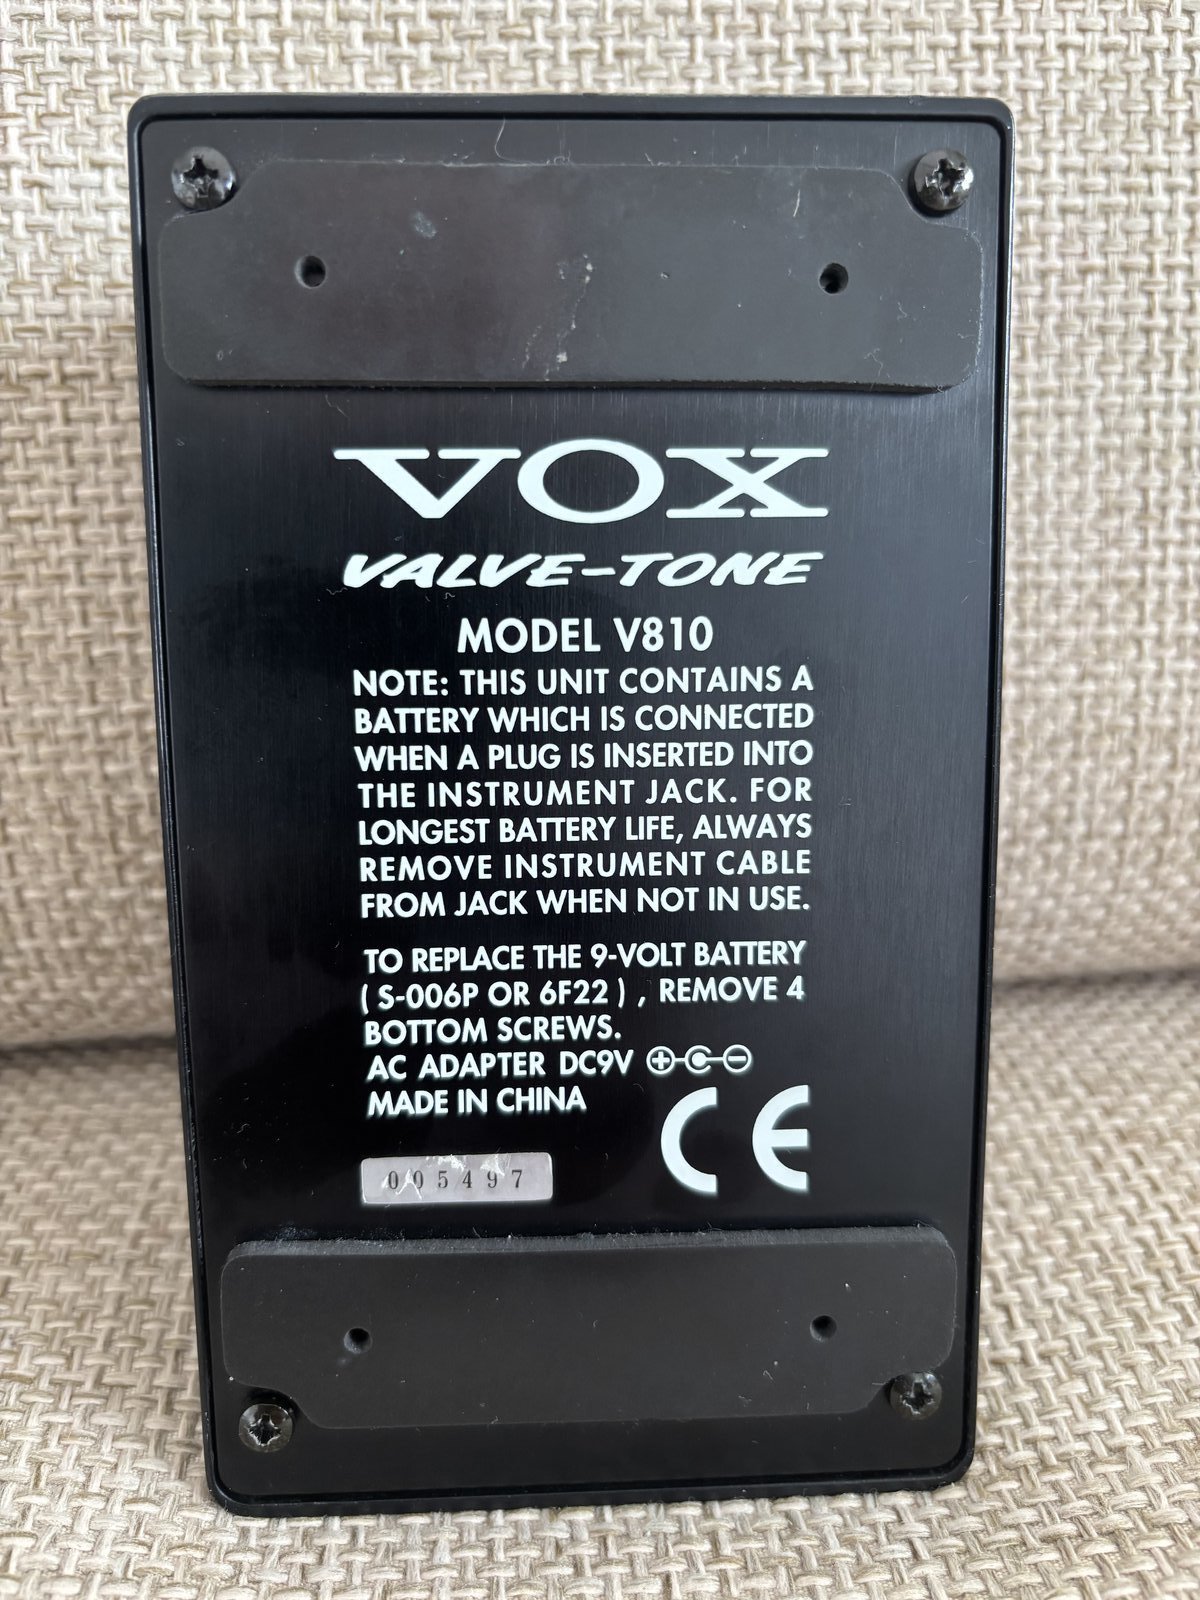 VOX
VALVE-TONE
MODEL V810
NOTE: THIS UNIT CONTAINS A
BATTERY WHICH IS CONNECTED
WHEN A PLUG IS INSERTED INTO
THE INSTRUMENT JACK. FOR
LONGEST BATTERY LIFE, ALWAYS
REMOVE INSTRUMENT CABLE
FROM JACK WHEN NOT IN USE.
TO REPLACE THE 9-VOLT BATTERY
( S-006P OR 6F22 ) , REMOVE 4
BOTTOM SCREWS.
AC ADAPTER DC9V
MADE IN CHINA
CE
005497